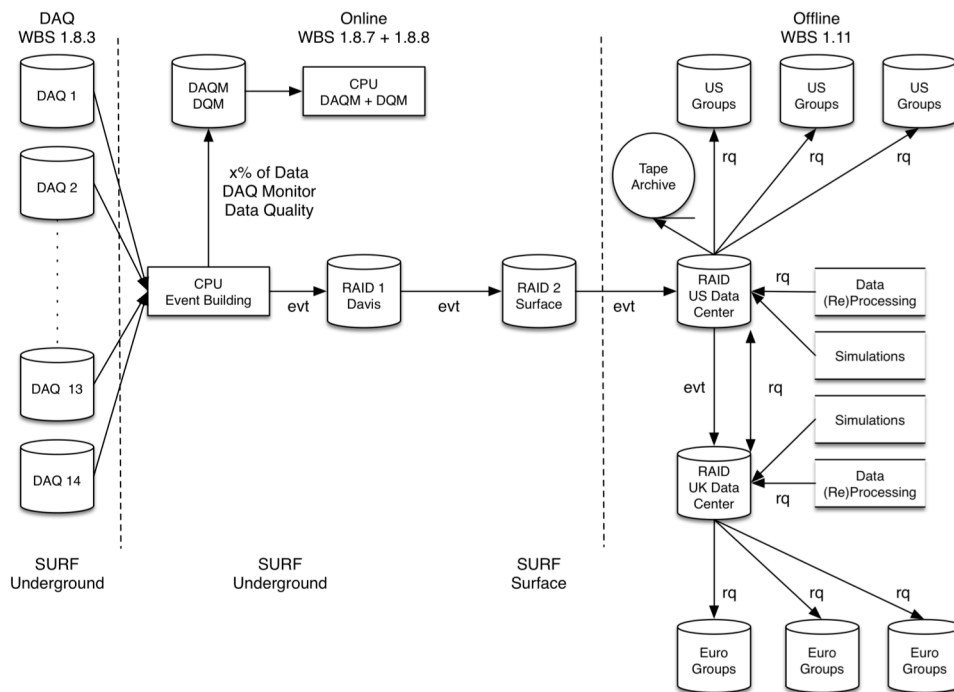 DAQ
WBS 1.8.3
Online
WBS 1.8.7 + 1.8.8
Offline
WBS 1.11
DAQ 1
DAQ 2
DAQ 13
DAQ 14
DAQM
DQM
CPU
DAQM + DQM
x% of Data
DAQ Monitor
Data Quality
CPU
Event Building
evt
RAID 1
Davis
evt
RAID 2
Surface
evt
US
Groups
US
Groups
US
Groups
rq
rq
rq
Tape
Archive
RAID
US Data
Center
rq
Data
(Re)Processing
Simulations
evt
rq
Simulations
RAID
UK Data
Center
rq
Data
(Re)Processing
rq
rq
rq
Euro
Groups
Euro
Groups
Euro
Groups
SURF
Underground
SURF
Underground
SURF
Surface